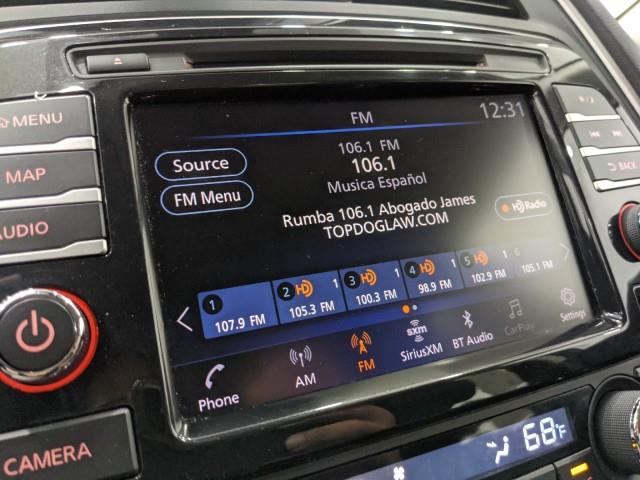 FM
12:31
MENU
Source
106.1 FM
106.1
Musica Español
MAP
FM Menu
BACK
Rumba 106.1 Abogado James
TOPDOGLAW.COM
HD Radio
AUDIO
1
2 HD 1
3 HD 1
4 HD 1
5 HD 1
6
107.9 FM
105.3 FM
100.3 FM
98.9 FM
102.9 FM
105.1 FM
Phone
AM
FM
sxm
SiriusXM
BT Audio
CarPlay
Settings
CAMERA
68°F